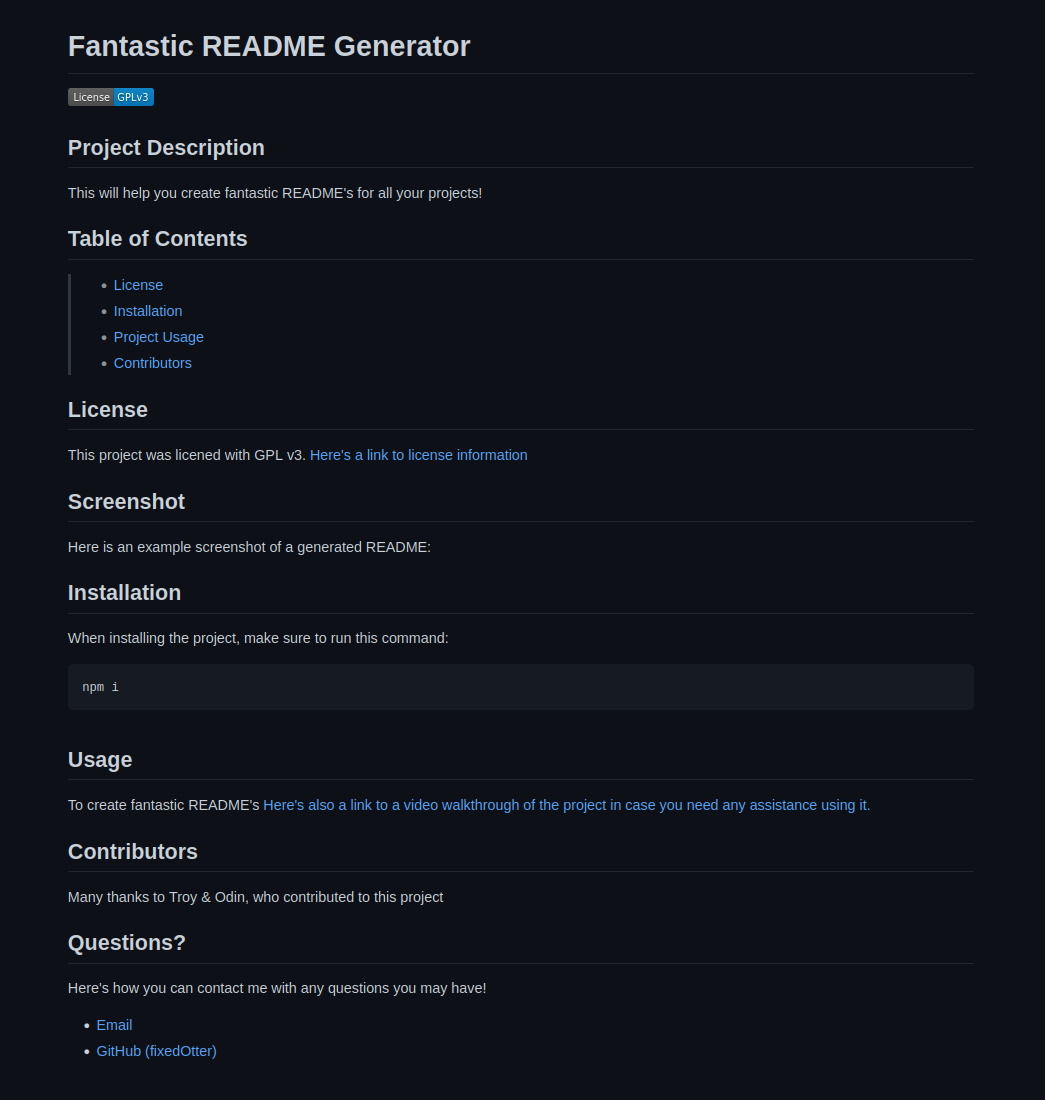 Fantastic README Generator
License GPLv3
Project Description
This will help you create fantastic README's for all your projects!
Table of Contents
License
Installation
Project Usage
Contributors
License
This project was licened with GPL v3. Here's a link to license information
Screenshot
Here is an example screenshot of a generated README:
Installation
When installing the project, make sure to run this command:
npm i
Usage
To create fantastic README's Here's also a link to a video walkthrough of the project in case you need any assistance using it.
Contributors
Many thanks to Troy & Odin, who contributed to this project
Questions?
Here's how you can contact me with any questions you may have!
Email
GitHub (fixedOtter)